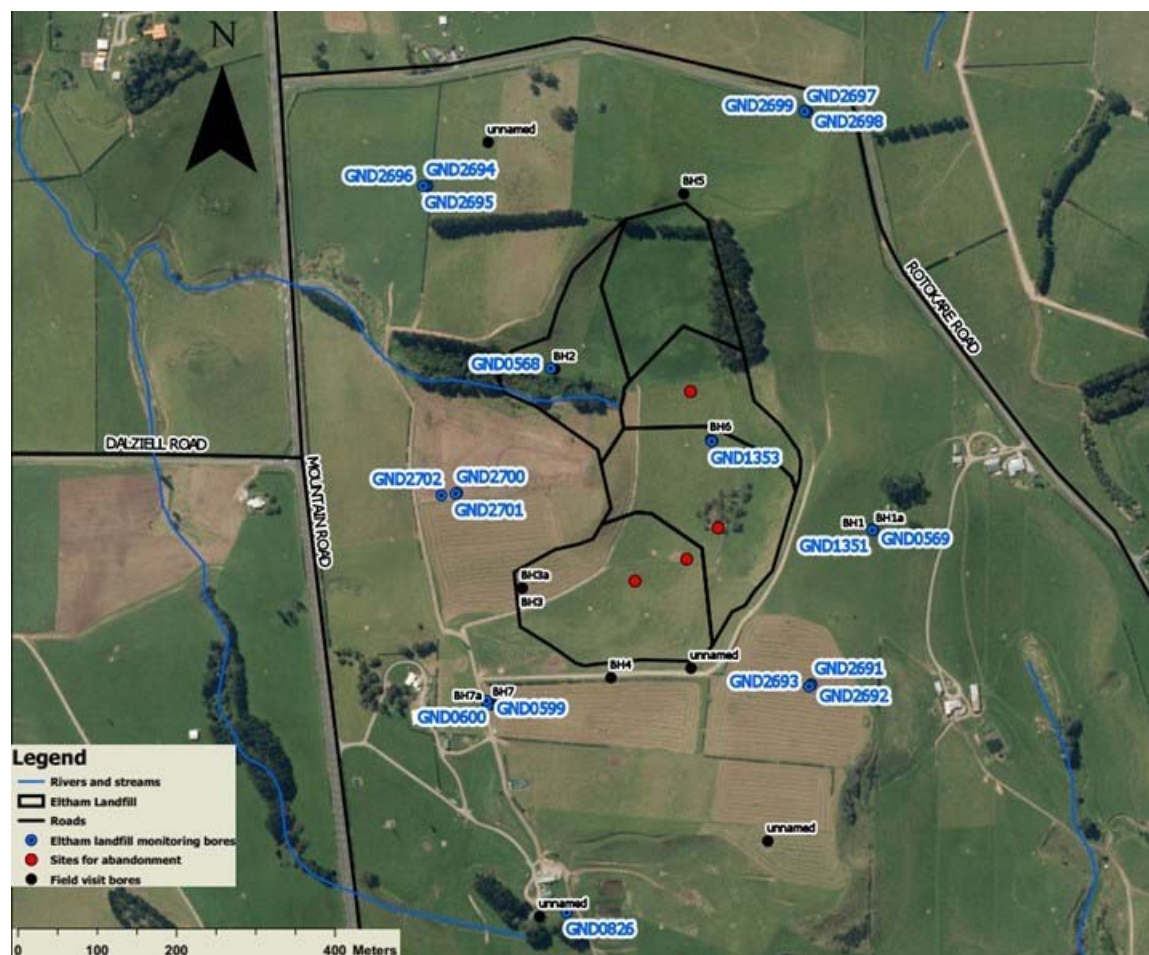 N
GND2699
GND2697
GND2698
unnamed
GND2696
GND2694
GND2695
BH5
ROTOKARE ROAD
GND0568
BH2
BH6
GND1353
DALZIELL ROAD
MOUNTAIN ROAD
GND2702
GND2700
GND2701
BH1
BH1a
GND1351
GND0569
BH3a
BH3
unnamed
BH4
GND2693
GND2691
GND2692
BH7a
BH7
GND0600
GND0599
unnamed
unnamed
GND0826
Legend
Rivers and streams
Eltham Landfill
Roads
Eltham landfill monitoring bores
Sites for abandonment
Field visit bores
0 100 200 400 Meters